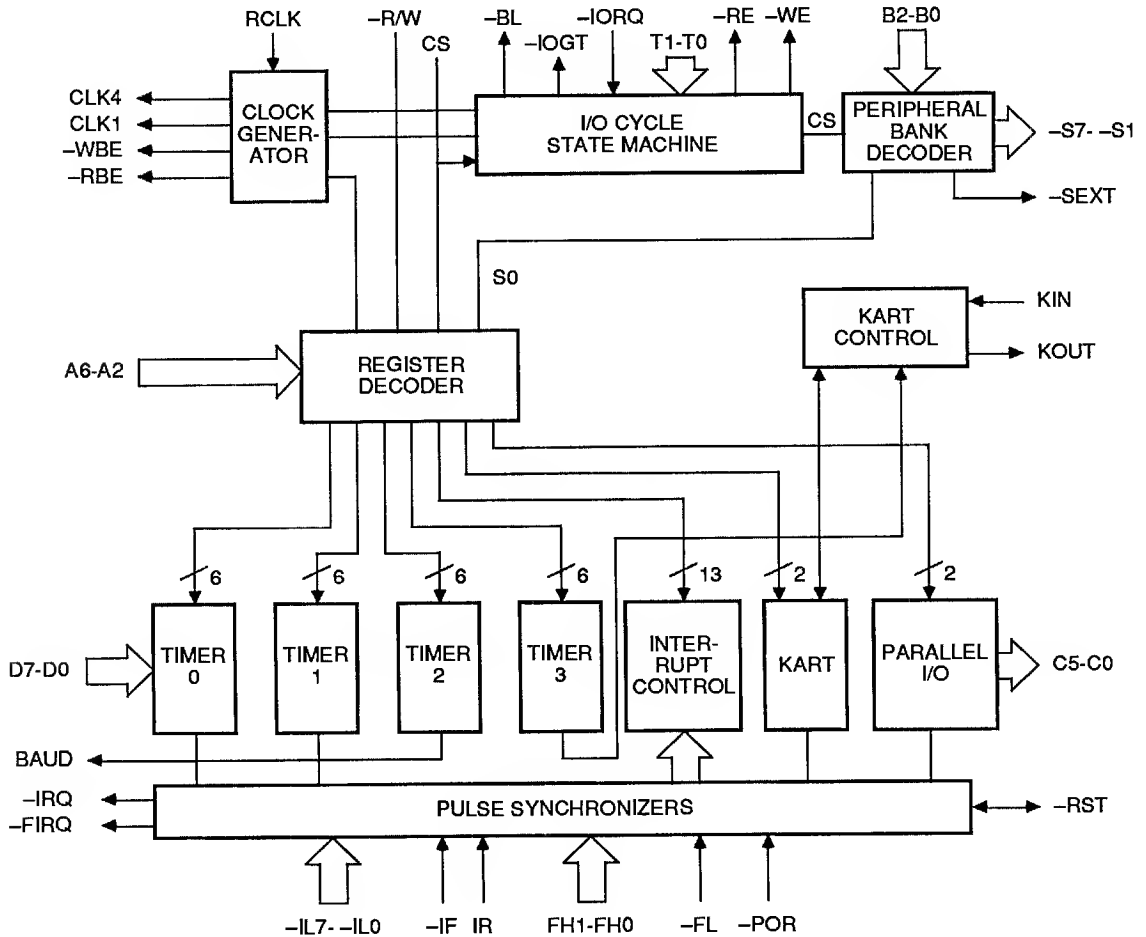 RCLK
–R/W
CS
–BL
–IOGT
–IORQ
T1-T0
–RE
–WE
B2-B0
CLK4
CLK1
–WBE
–RBE
CLOCK
GENER-
ATOR
I/O CYCLE
STATE MACHINE
CS
PERIPHERAL
BANK
DECODER
–S7- –S1
–SEXT
S0
A6-A2
REGISTER
DECODER
KART
CONTROL
KIN
KOUT
6
6
6
6
13
2
2
D7-D0
TIMER
0
TIMER
1
TIMER
2
TIMER
3
INTER-
RUPT
CONTROL
KART
PARALLEL
I/O
C5-C0
BAUD
–IRQ
–FIRQ
PULSE SYNCHRONIZERS
–RST
–IL7- –IL0
–IF
IR
FH1-FH0
–FL
–POR